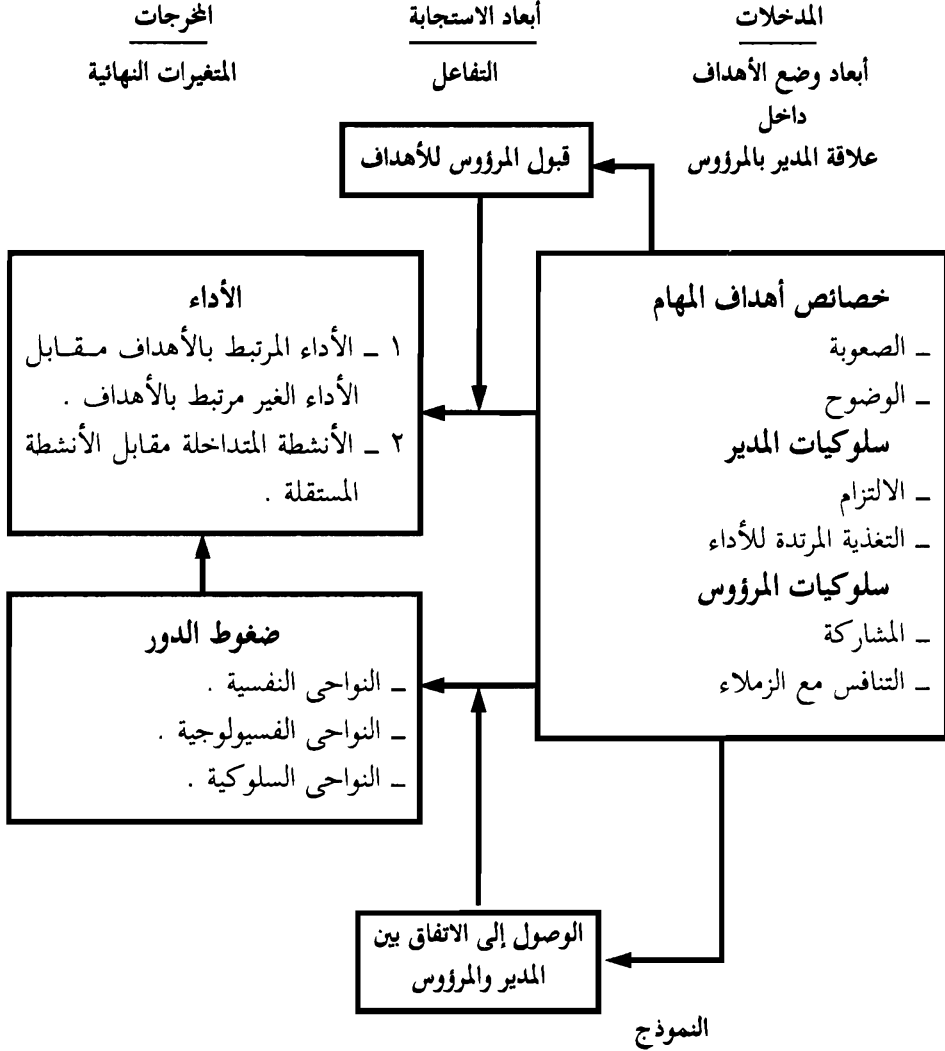 المدخلات
أبعاد وضع الأهداف
داخل
علاقة المدير بالمرؤوس
أبعاد الاستجابة
التفاعل
المخرجات
المتغيرات النهائية
قبول المرؤوس للأهداف
خصائص أهداف المهام
ـ الصعوبة
ـ الوضوح
سلوكيات المدير
ـ الالتزام
ـ التغذية المرتدة للأداء
سلوكيات المرؤوس
ـ المشاركة
ـ التنافس مع الزملاء
الأداء
١ ـ الأداء المرتبط بالأهداف مقابل
الأداء الغير مرتبط بالأهداف .
٢ ـ الأنشطة المتداخلة مقابل الأنشطة
المستقلة .
ضغوط الدور
ـ النواحى النفسية .
ـ النواحى الفسيولوجية .
ـ النواحى السلوكية .
الوصول إلى الاتفاق بين
المدير والمرؤوس
النموذج